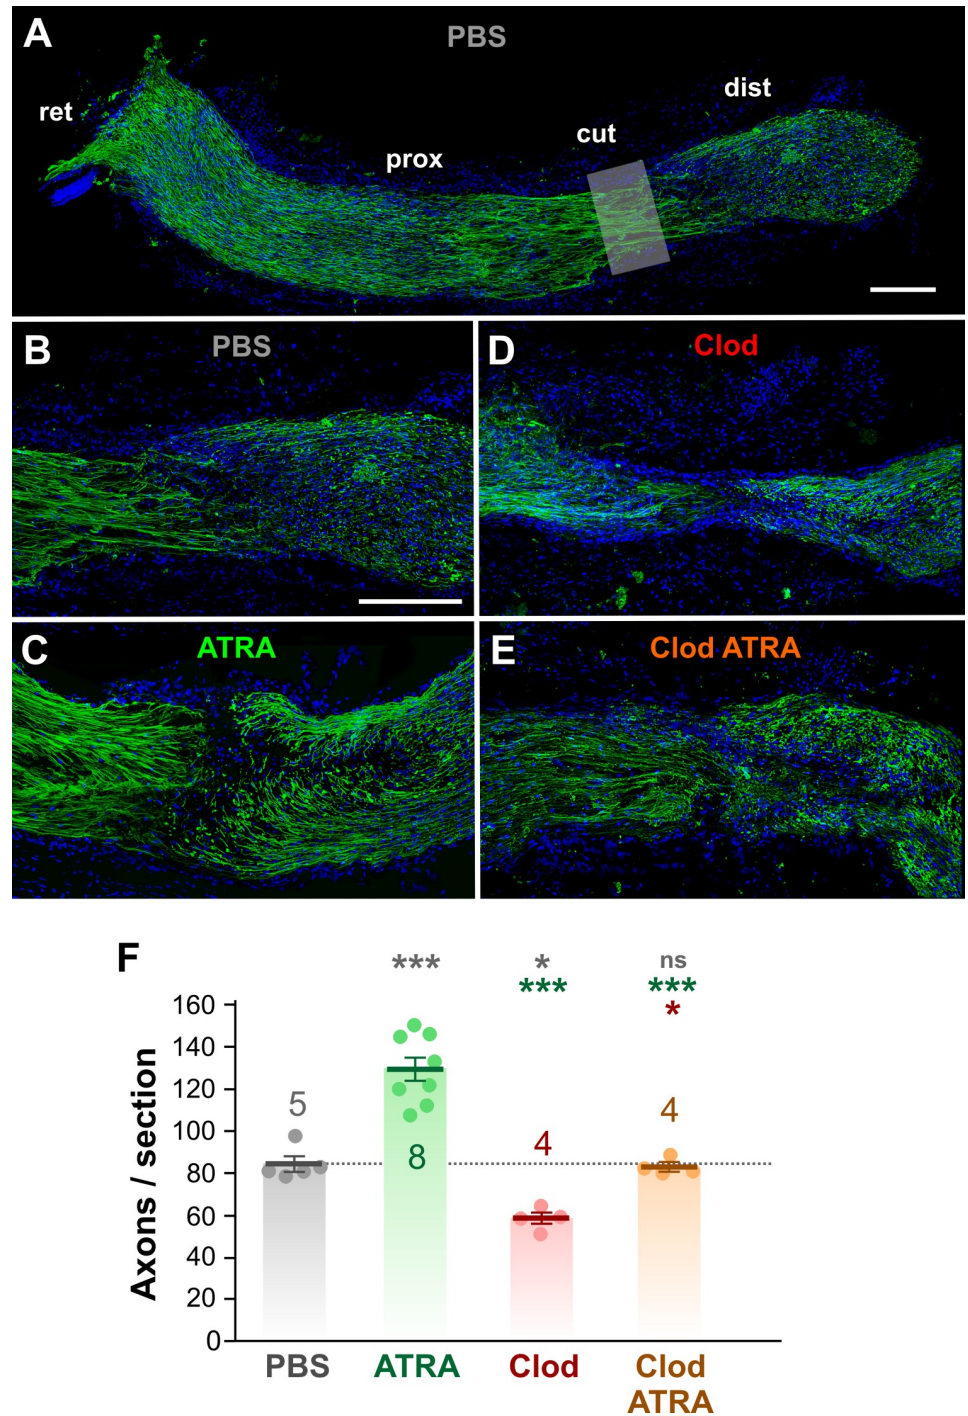 A
PBS
ret
prox
cut
dist
B
PBS
D
Clod
C
ATRA
E
Clod ATRA
F
***
*
***
ns
***
*
Axons / section
160
140
120
100
80
60
40
20
0
5
8
4
4
PBS
ATRA
Clod
Clod
ATRA